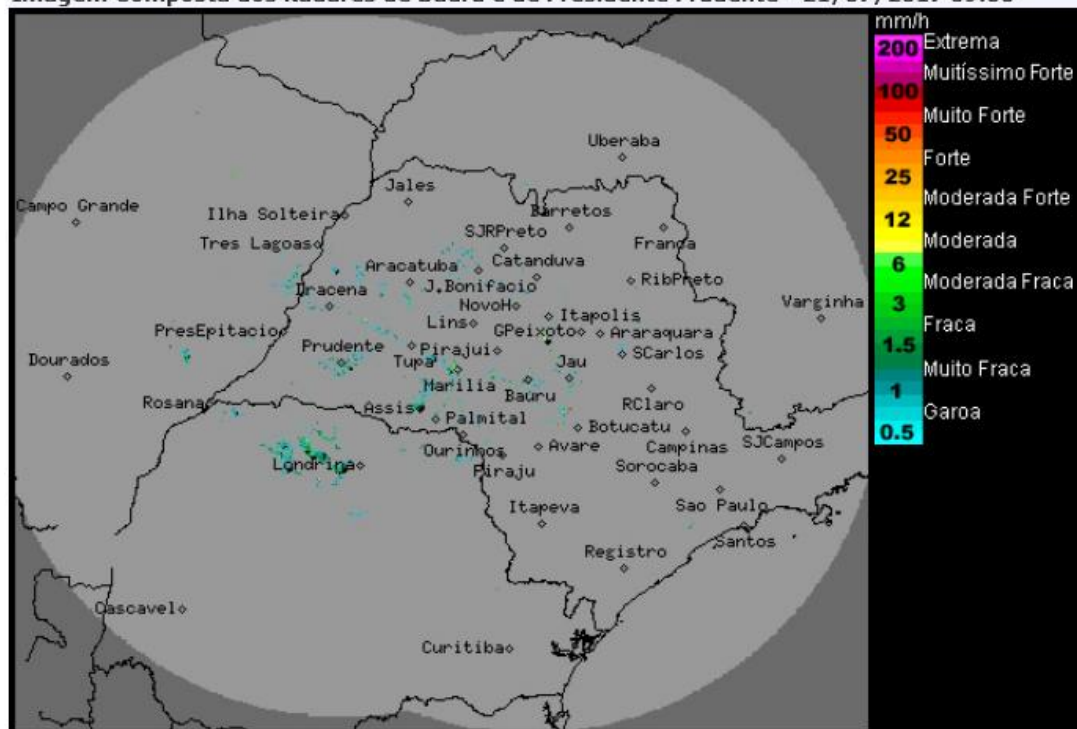 mm/h
200 Extrema
Muitíssimo Forte
100
Muito Forte
50
Forte
25
Moderada Forte
12
Moderada
6
Moderada Fraca
3
Fraca
1.5
Muito Fraca
1
Garoa
0.5
Uberaba
Jales
Campo Grande
Ilha Solteira
Barretos
Tres Lagoas
SJRPreto
Franca
Aracatuba
Catanduva
Dracena
J.Bonifacio
RibPreto
NovoH
Varginha
Itapolis
PresEpitacio
Lins
GPeixoto
Araraquara
Prudente
Pirajui
SCarlos
Dourados
Tupa
Jau
Marilia
Bauru
Rosana
Assis
RClaro
Palmital
Botucatu
Ourinhos
Avare
Campinas
SJCampos
Londrina
Piraju
Sorocaba
Itapeva
Sao Paulo
Santos
Registro
Cascavel
Curitiba